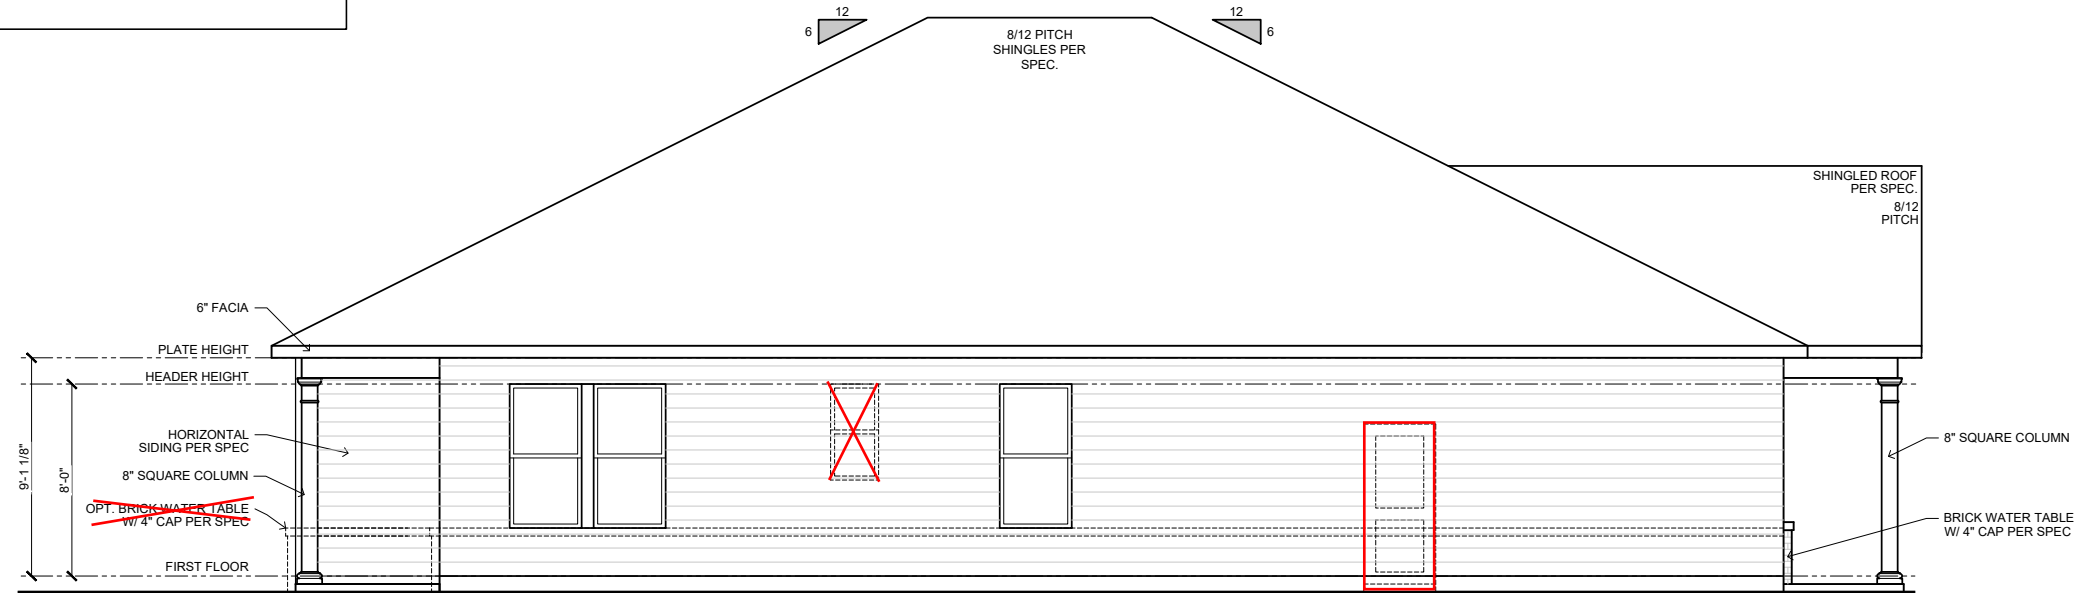 12
6
8/12 PITCH
SHINGLES PER
SPEC.
12
6
SHINGLED ROOF
PER SPEC.
8/12
PITCH
6" FACIA
PLATE HEIGHT
HEADER HEIGHT
HORIZONTAL
SIDING PER SPEC
8" SQUARE COLUMN
OPT. BRICK WATER TABLE
W/ 4" CAP PER SPEC
FIRST FLOOR
9'-1 1/8"
8'-0"
8" SQUARE COLUMN
BRICK WATER TABLE
W/ 4" CAP PER SPEC